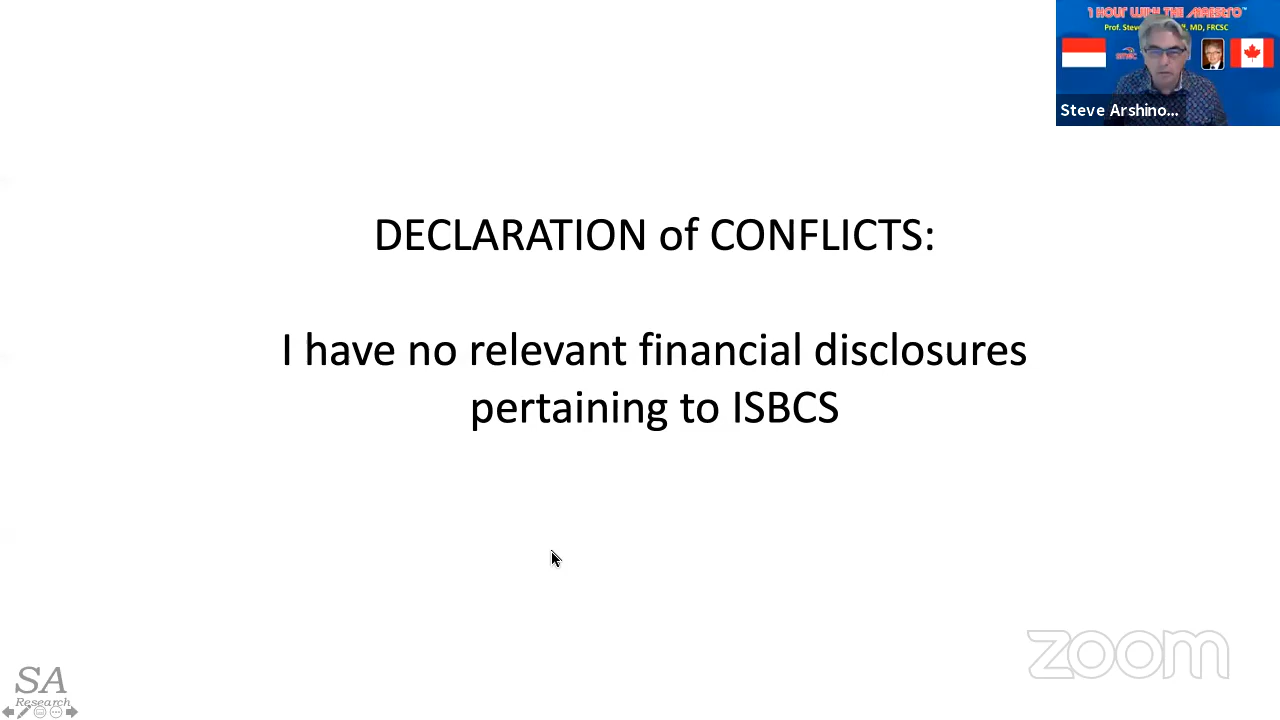 1 HOUR WITH THE MAESTRO™
Prof. Steve MD, FRCSC
Steve Arshino...
DECLARATION of CONFLICTS:
I have no relevant financial disclosures
pertaining to ISBCS
zoom
SA
Research